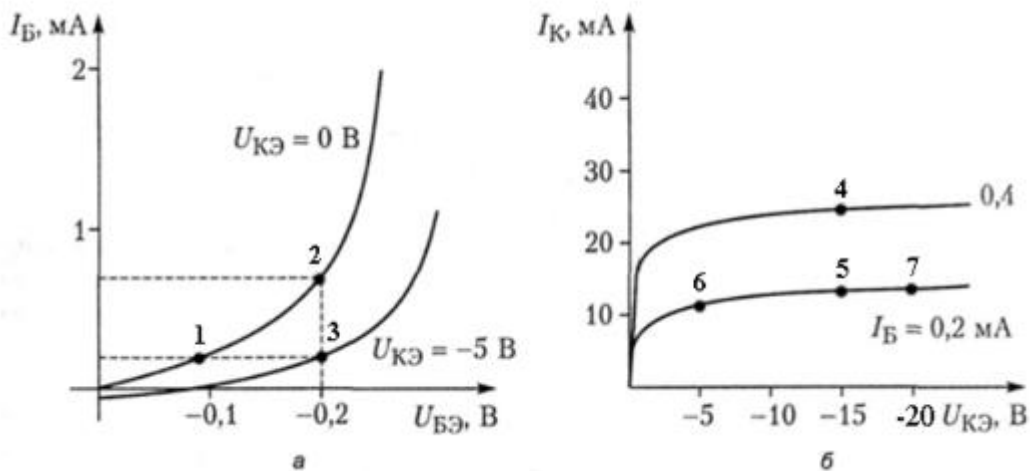 I_Б, мА
2
U_КЭ = 0 В
1
2
1
3
U_КЭ = –5 В
–0,1
–0,2
U_БЭ, В
а
I_К, мА
40
30
4
0,4
20
6
5
7
10
I_Б = 0,2 мА
–5
–10
–15
-20
U_КЭ, В
б